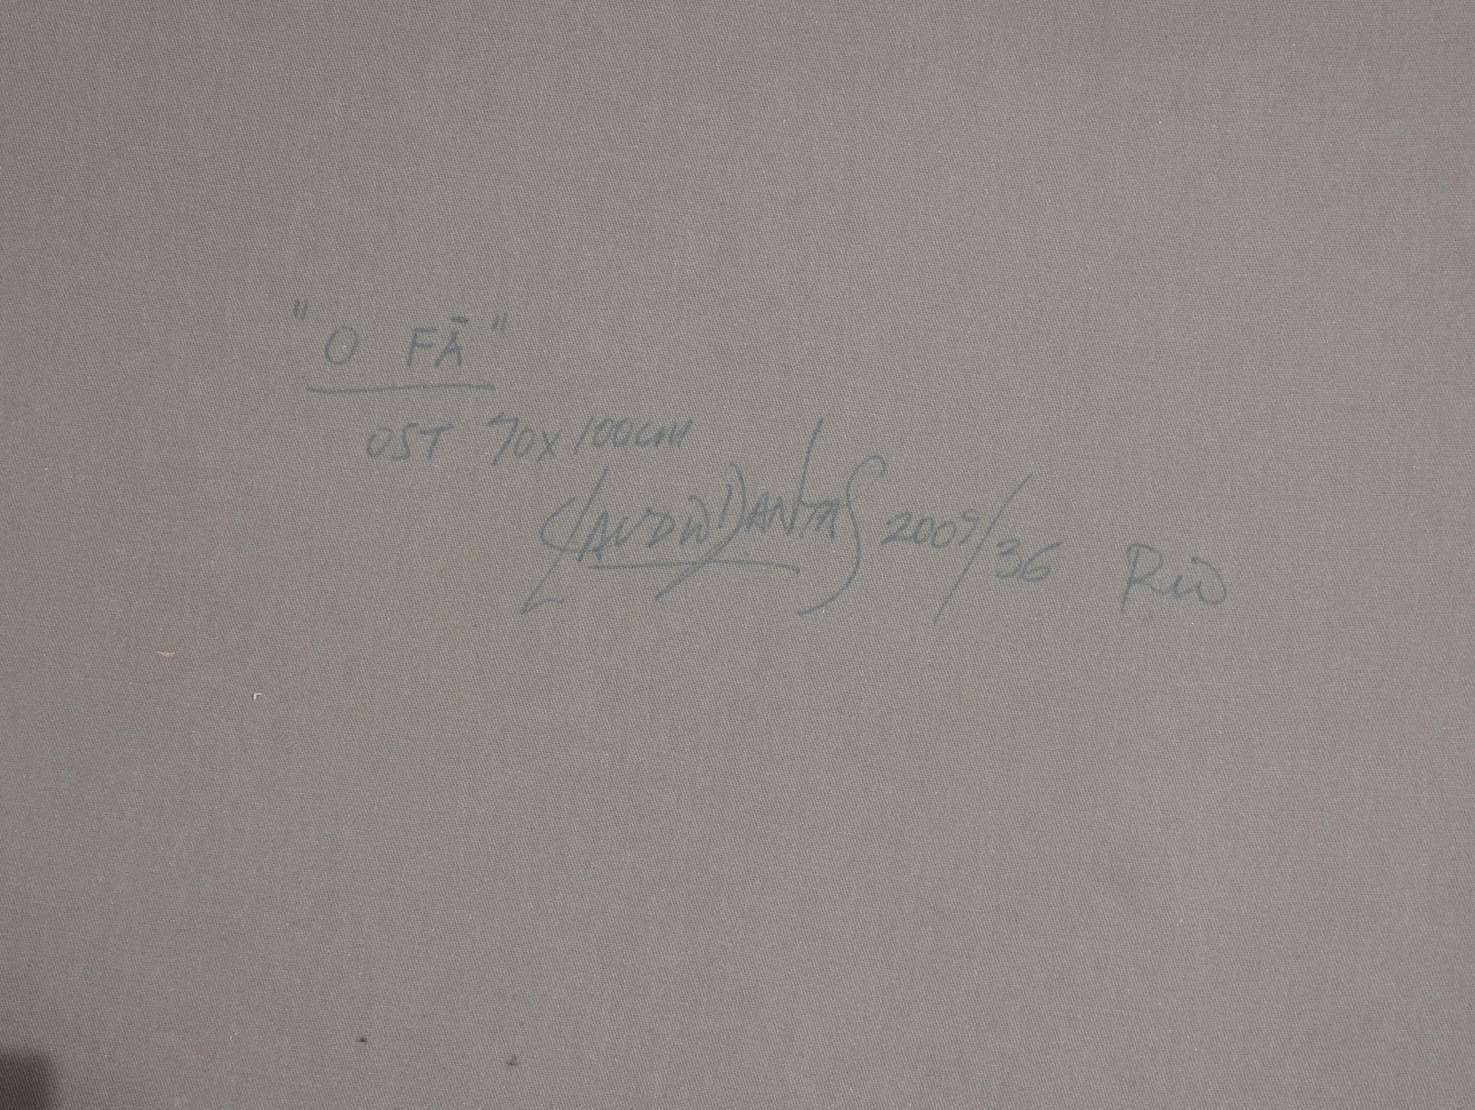 "O FÃ"
OST 70x100cm
CLAUDIO DANTAS 2009/36 Rio